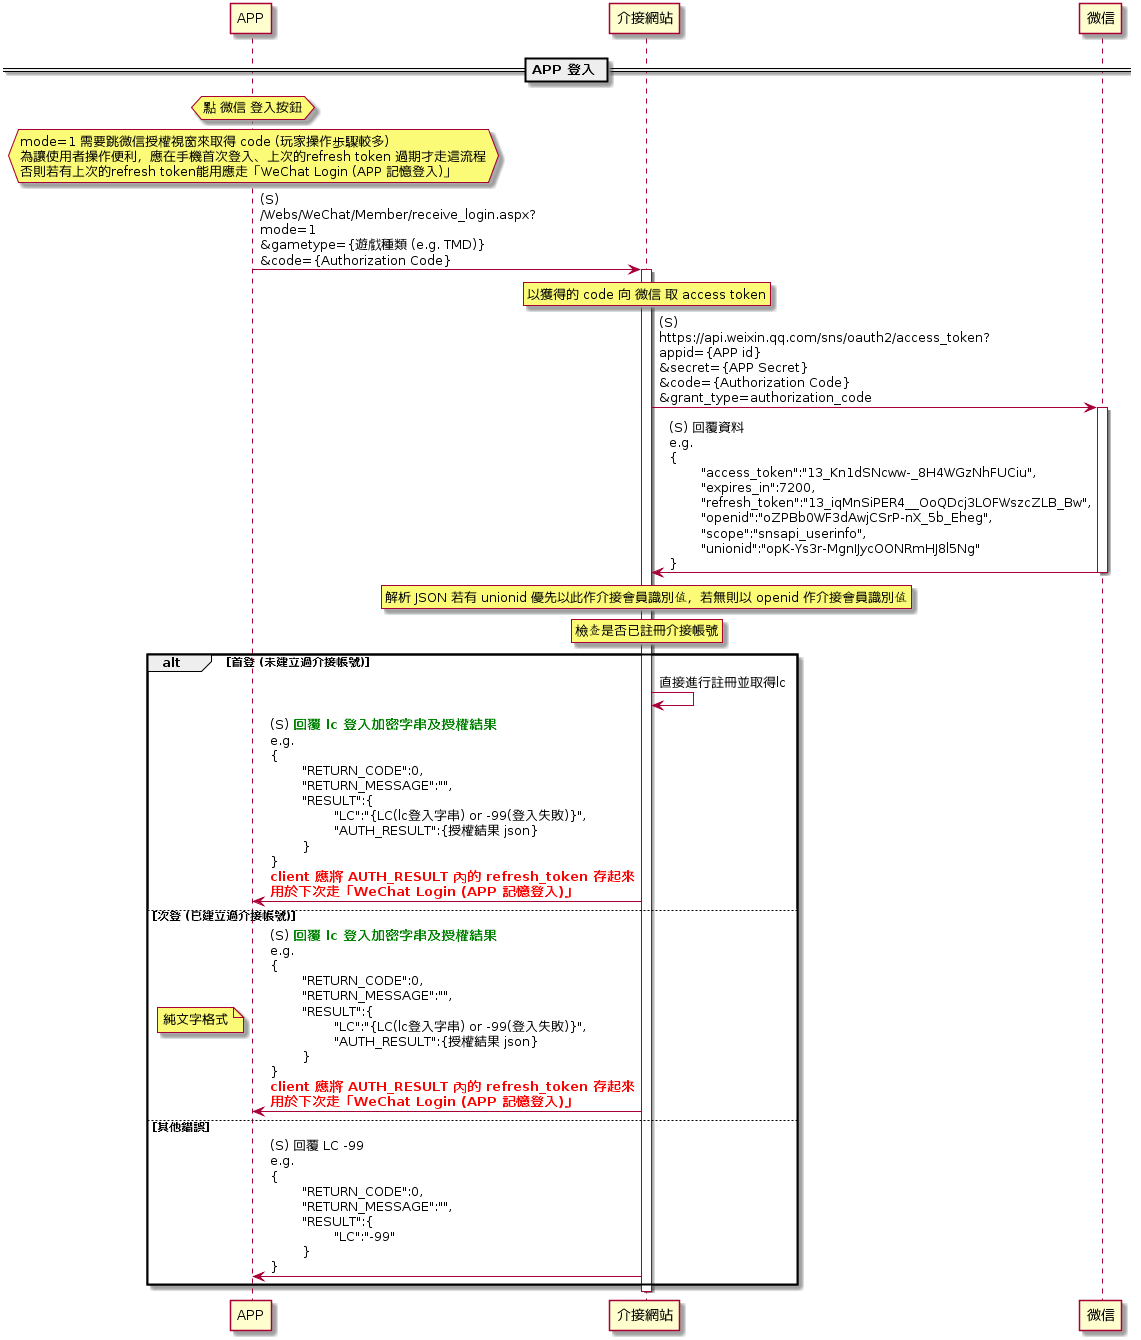 APP
介接網站
微信
APP 登入
點 微信 登入按鈕
mode=1 需要跳微信授權視窗來取得 code (玩家操作步驟較多)
為讓使用者操作便利，應在手機首次登入、上次的refresh token 過期才走這流程
否則若有上次的refresh token能用應走「WeChat Login (APP 記憶登入)」
(S)
/Webs/WeChat/Member/receive_login.aspx?
mode=1
&gametype={遊戲種類 (e.g. TMD)}
&code={Authorization Code}
以獲得的 code 向 微信 取 access token
(S)
https://api.weixin.qq.com/sns/oauth2/access_token?
appid={APP id}
&secret={APP Secret}
&code={Authorization Code}
&grant_type=authorization_code
(S) 回覆資料
e.g.
{
"access_token":"13_Kn1dSNcww-_8H4WGzNhFUCiu",
"expires_in":7200,
"refresh_token":"13_iqMnSiPER4__OoQDcj3LOFWszcZLB_Bw",
"openid":"oZPBb0WF3dAwjCSrP-nX_5b_Eheg",
"scope":"snsapi_userinfo",
"unionid":"opK-Ys3r-MgnIJycOONRmHJ8l5Ng"
}
解析 JSON 若有 unionid 優先以此作介接會員識別值，若無則以 openid 作介接會員識別值
檢查是否已註冊介接帳號
alt
[首登 (未建立過介接帳號)]
直接進行註冊並取得lc
(S) 回覆 lc 登入加密字串及授權結果
e.g.
{
"RETURN_CODE":0,
"RETURN_MESSAGE":"",
"RESULT":{
"LC":"{LC(lc登入字串) or -99(登入失敗)}",
"AUTH_RESULT":{授權結果 json}
}
}
client 應將 AUTH_RESULT 內的 refresh_token 存起來
用於下次走「WeChat Login (APP 記憶登入)」
[次登 (已建立過介接帳號)]
(S) 回覆 lc 登入加密字串及授權結果
e.g.
{
"RETURN_CODE":0,
"RETURN_MESSAGE":"",
"RESULT":{
"LC":"{LC(lc登入字串) or -99(登入失敗)}",
"AUTH_RESULT":{授權結果 json}
}
}
client 應將 AUTH_RESULT 內的 refresh_token 存起來
用於下次走「WeChat Login (APP 記憶登入)」
純文字格式
[其他錯誤]
(S) 回覆 LC -99
e.g.
{
"RETURN_CODE":0,
"RETURN_MESSAGE":"",
"RESULT":{
"LC":"-99"
}
}
APP
介接網站
微信